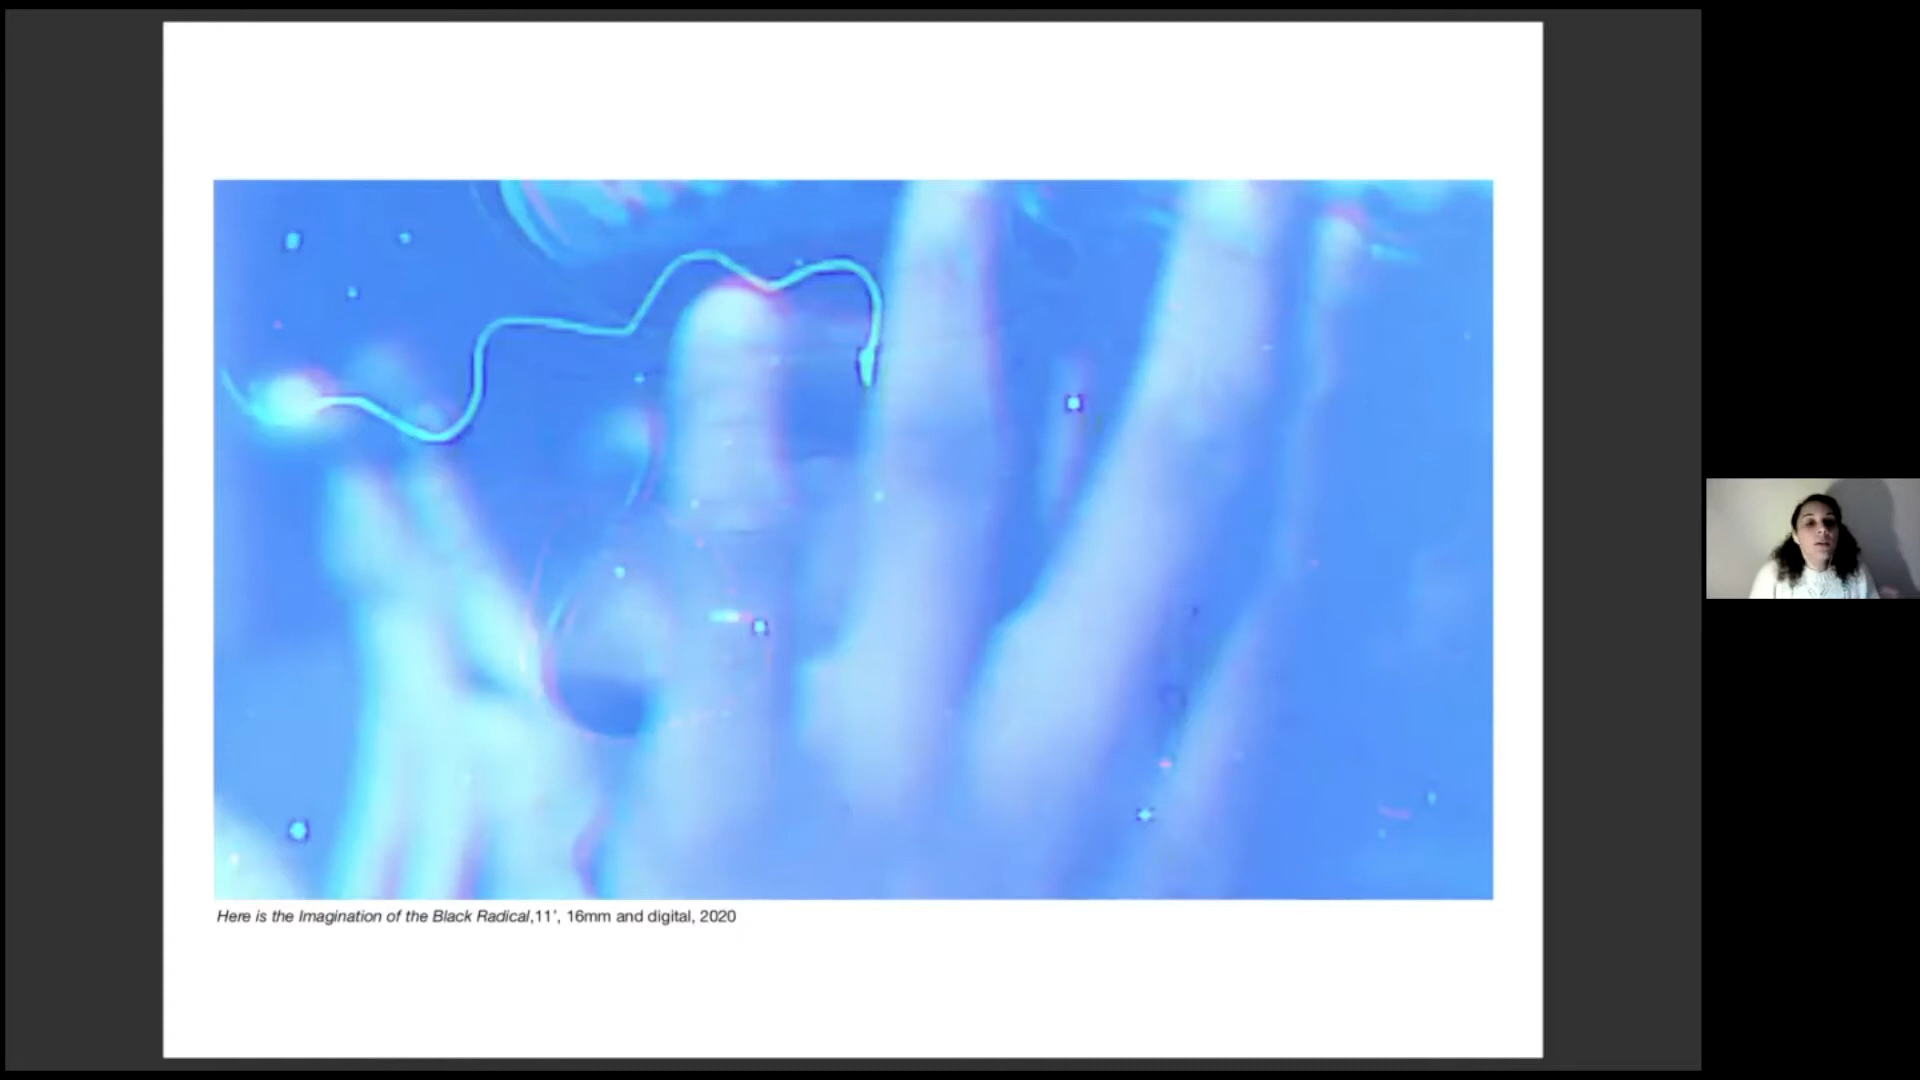 Here is the Imagination of the Black Radical,11', 16mm and digital, 2020